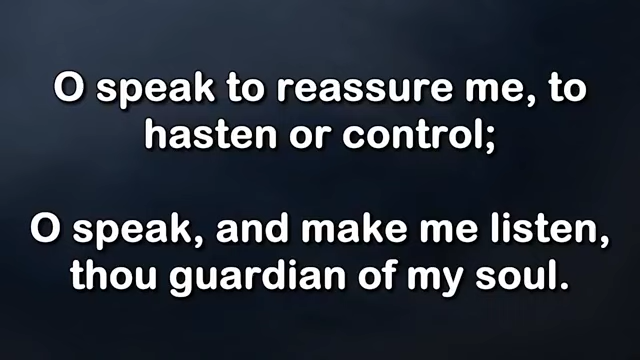 O speak to reassure me, to
hasten or control;
O speak, and make me listen,
thou guardian of my soul.